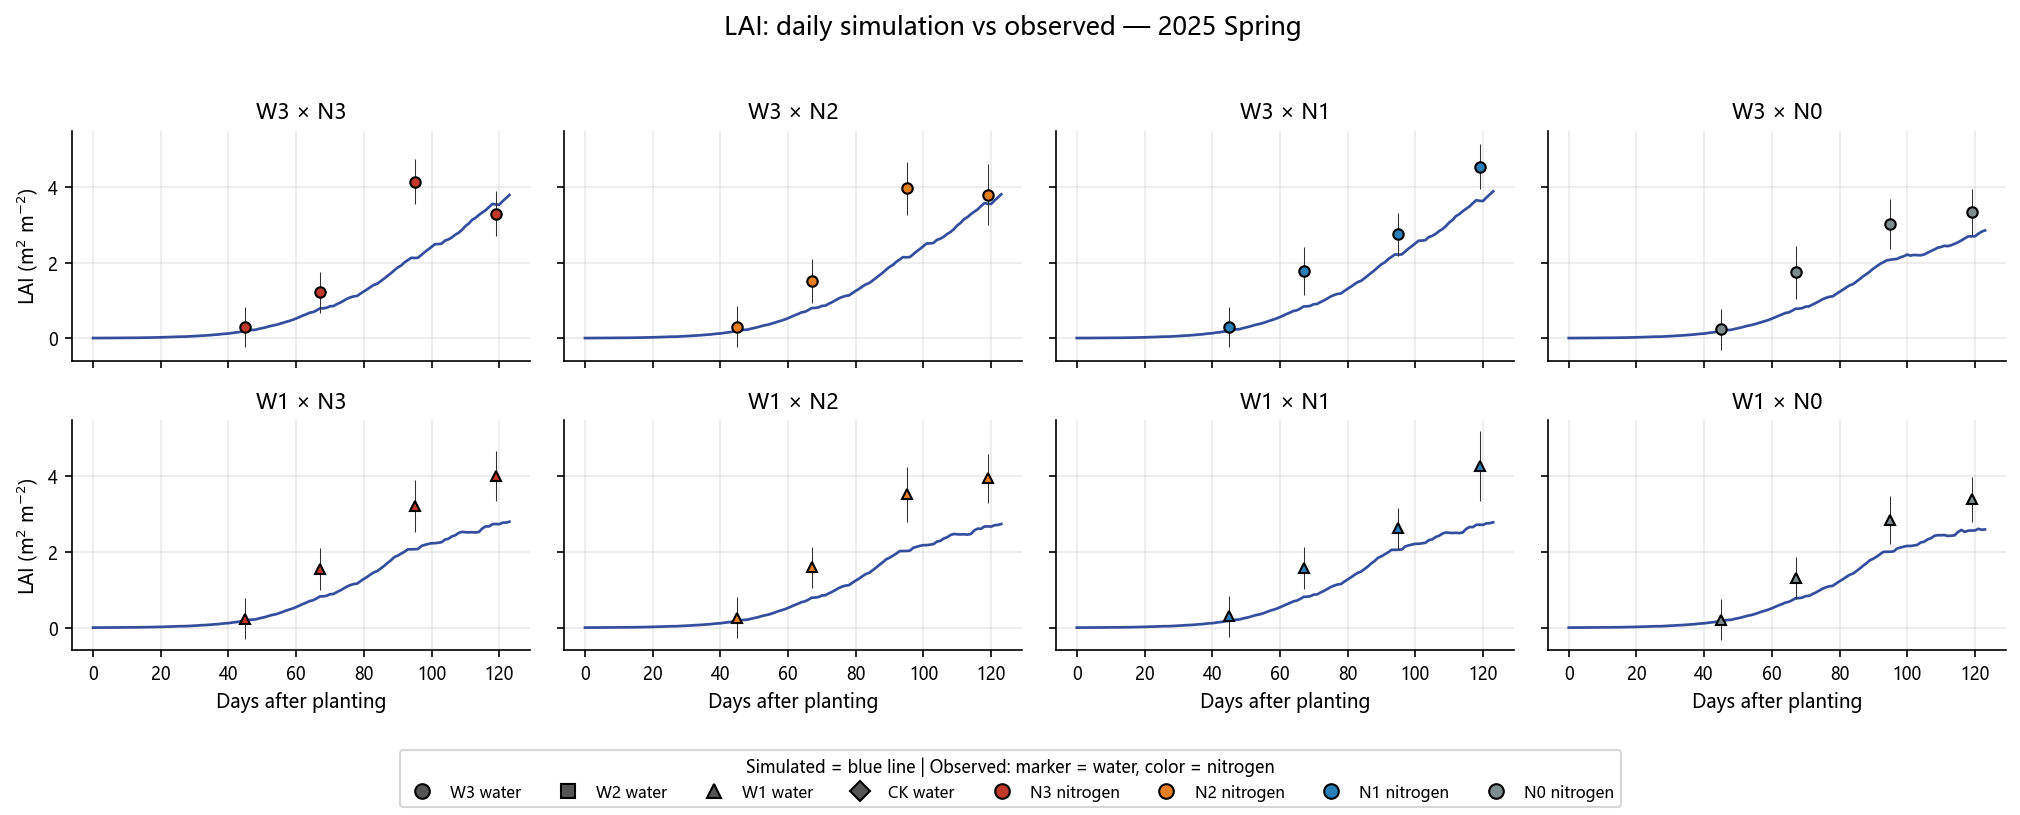 LAI: daily simulation vs observed — 2025 Spring
W3 × N3
W3 × N2
W3 × N1
W3 × N0
LAI (m² m⁻²)
4
2
0
W1 × N3
W1 × N2
W1 × N1
W1 × N0
LAI (m² m⁻²)
4
2
0
0 20 40 60 80 100 120
0 20 40 60 80 100 120
0 20 40 60 80 100 120
0 20 40 60 80 100 120
Days after planting
Days after planting
Days after planting
Days after planting
Simulated = blue line | Observed: marker = water, color = nitrogen
W3 water W2 water W1 water CK water N3 nitrogen N2 nitrogen N1 nitrogen N0 nitrogen